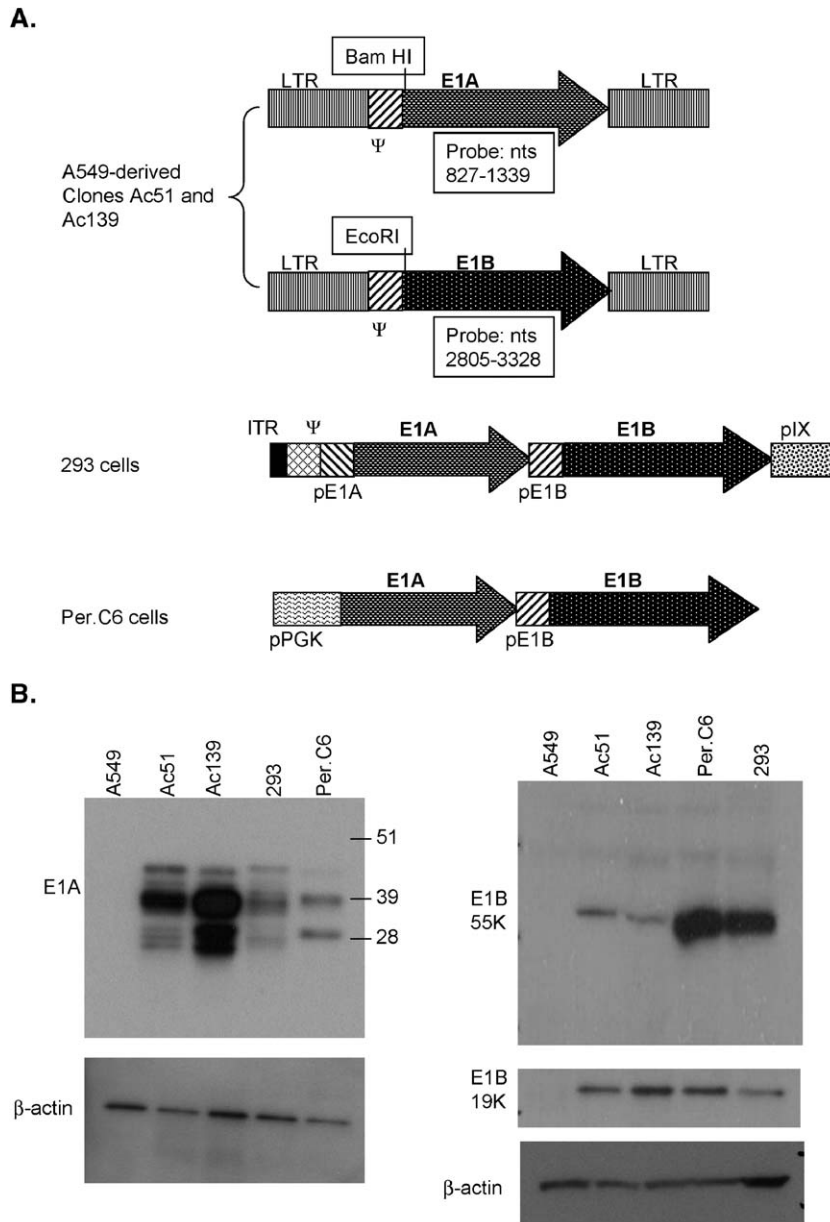 A.
Bam HI
LTR E1A LTR
Ψ
Probe: nts
827-1339
A549-derived
Clones Ac51 and
Ac139
EcoRI
LTR E1B LTR
Ψ
Probe: nts
2805-3328
ITR Ψ E1A E1B pIX
293 cells
pE1A pE1B
E1A E1B
Per.C6 cells
pPGK pE1B
B.
A549 Ac51 Ac139 293 Per.C6
E1A
51
39
28
β-actin
A549 Ac51 Ac139 Per.C6 293
E1B
55K
E1B
19K
β-actin